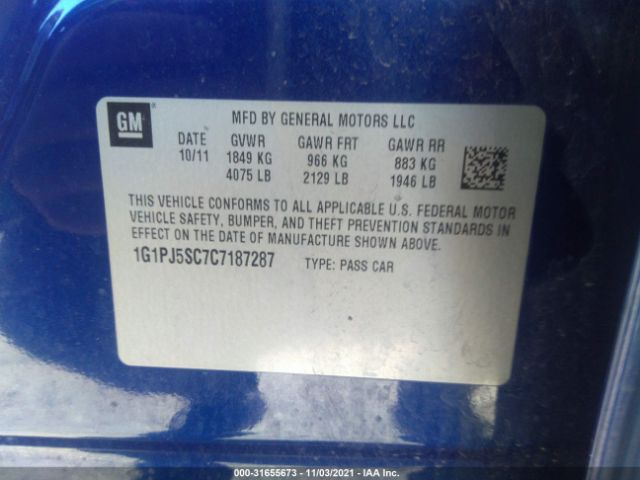 GM ®
MFD BY GENERAL MOTORS LLC
DATE GVWR GAWR FRT GAWR RR
10/11 1849 KG 966 KG 883 KG
4075 LB 2129 LB 1946 LB
THIS VEHICLE CONFORMS TO ALL APPLICABLE U.S. FEDERAL MOTOR
VEHICLE SAFETY, BUMPER, AND THEFT PREVENTION STANDARDS IN
EFFECT ON THE DATE OF MANUFACTURE SHOWN ABOVE.
1G1PJ5SC7C7187287 TYPE: PASS CAR
000-31655673 - 11/03/2021 - IAA Inc.